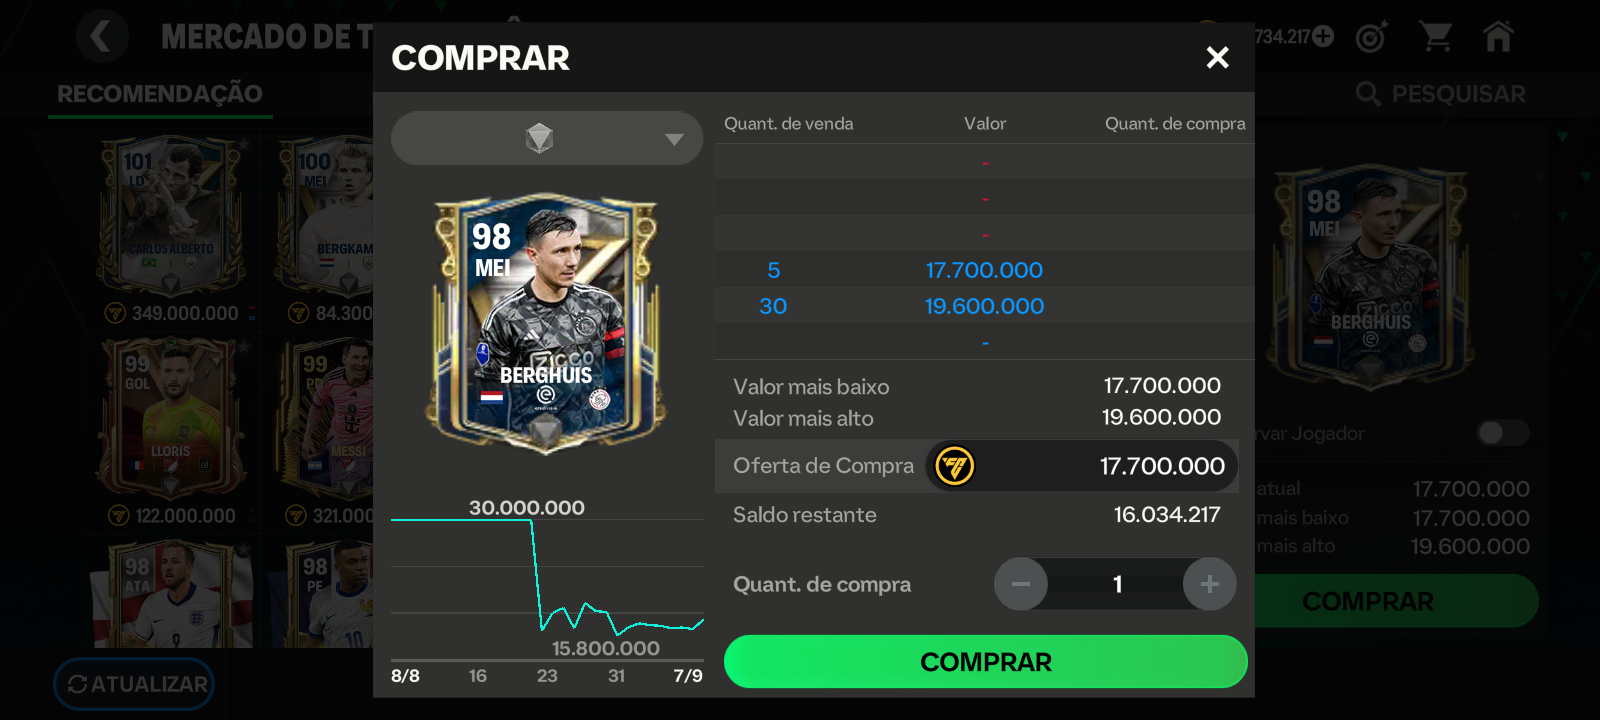 MERCADO DE T
734.217
RECOMENDAÇÃO
PESQUISAR
101
LD
CARLOS ALBERTO
349.000.000
100
MEI
BERGKAM
84.300
99
GOL
LLORIS
122.000.000
99
MESSI
321.000
98
ATA
98
PE
ATUALIZAR
COMPRAR
98
MEI
ZICCO
BERGHUIS
30.000.000
15.800.000
8/8 16 23 31 7/9
Quant. de venda Valor Quant. de compra
-
-
-
5 17.700.000
30 19.600.000
-
Valor mais baixo 17.700.000
Valor mais alto 19.600.000
Oferta de Compra 17.700.000
Saldo restante 16.034.217
Quant. de compra − 1 +
COMPRAR
98
MEI
ZICCO
BERGHUIS
rvar Jogador
atual 17.700.000
mais baixo 17.700.000
mais alto 19.600.000
COMPRAR